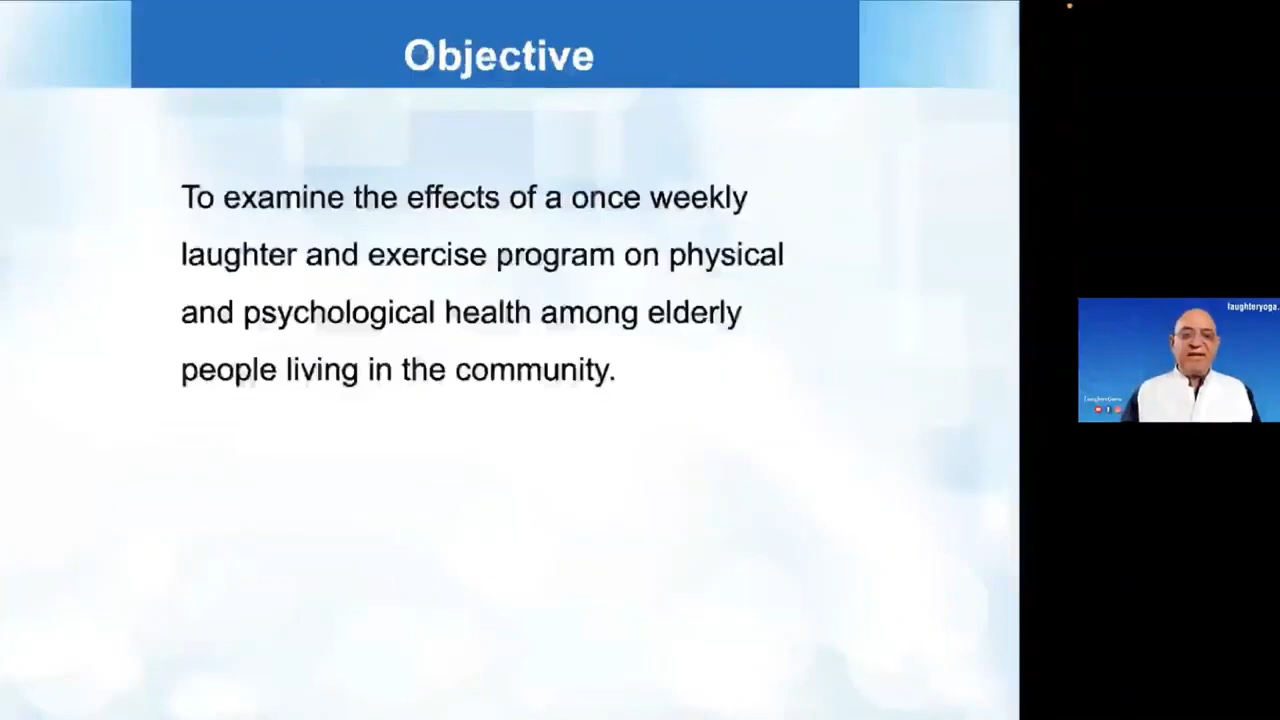 Objective
To examine the effects of a once weekly
laughter and exercise program on physical
and psychological health among elderly
people living in the community.
laughteryoga.